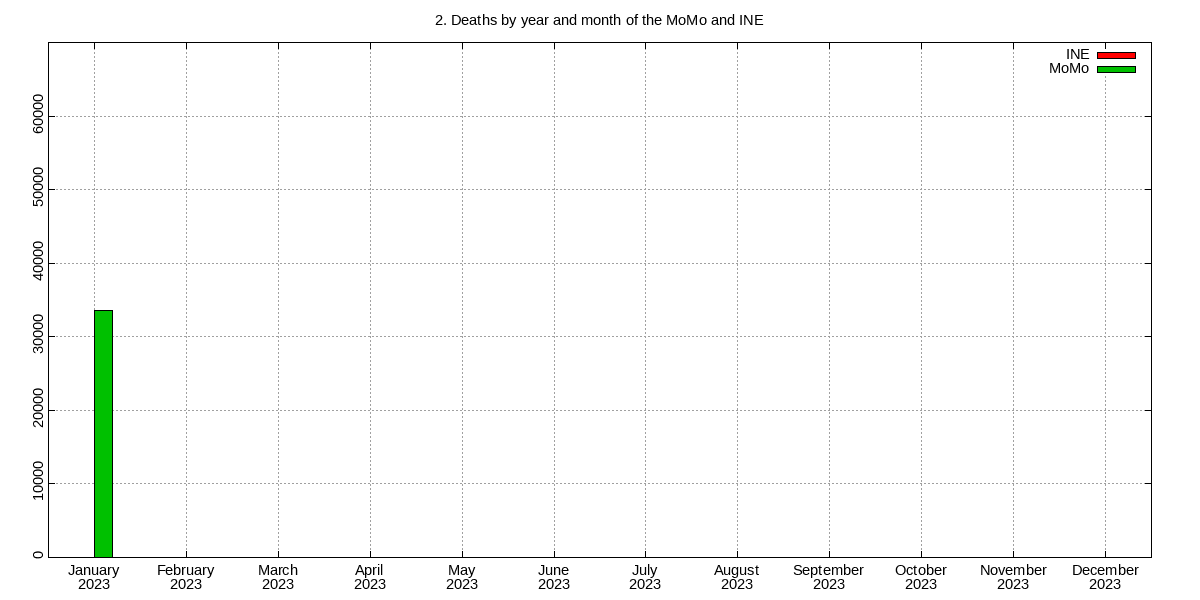 2. Deaths by year and month of the MoMo and INE
INE
MoMo
60000
50000
40000
30000
20000
10000
0
January February March April May June July August September October November December
2023 2023 2023 2023 2023 2023 2023 2023 2023 2023 2023 2023